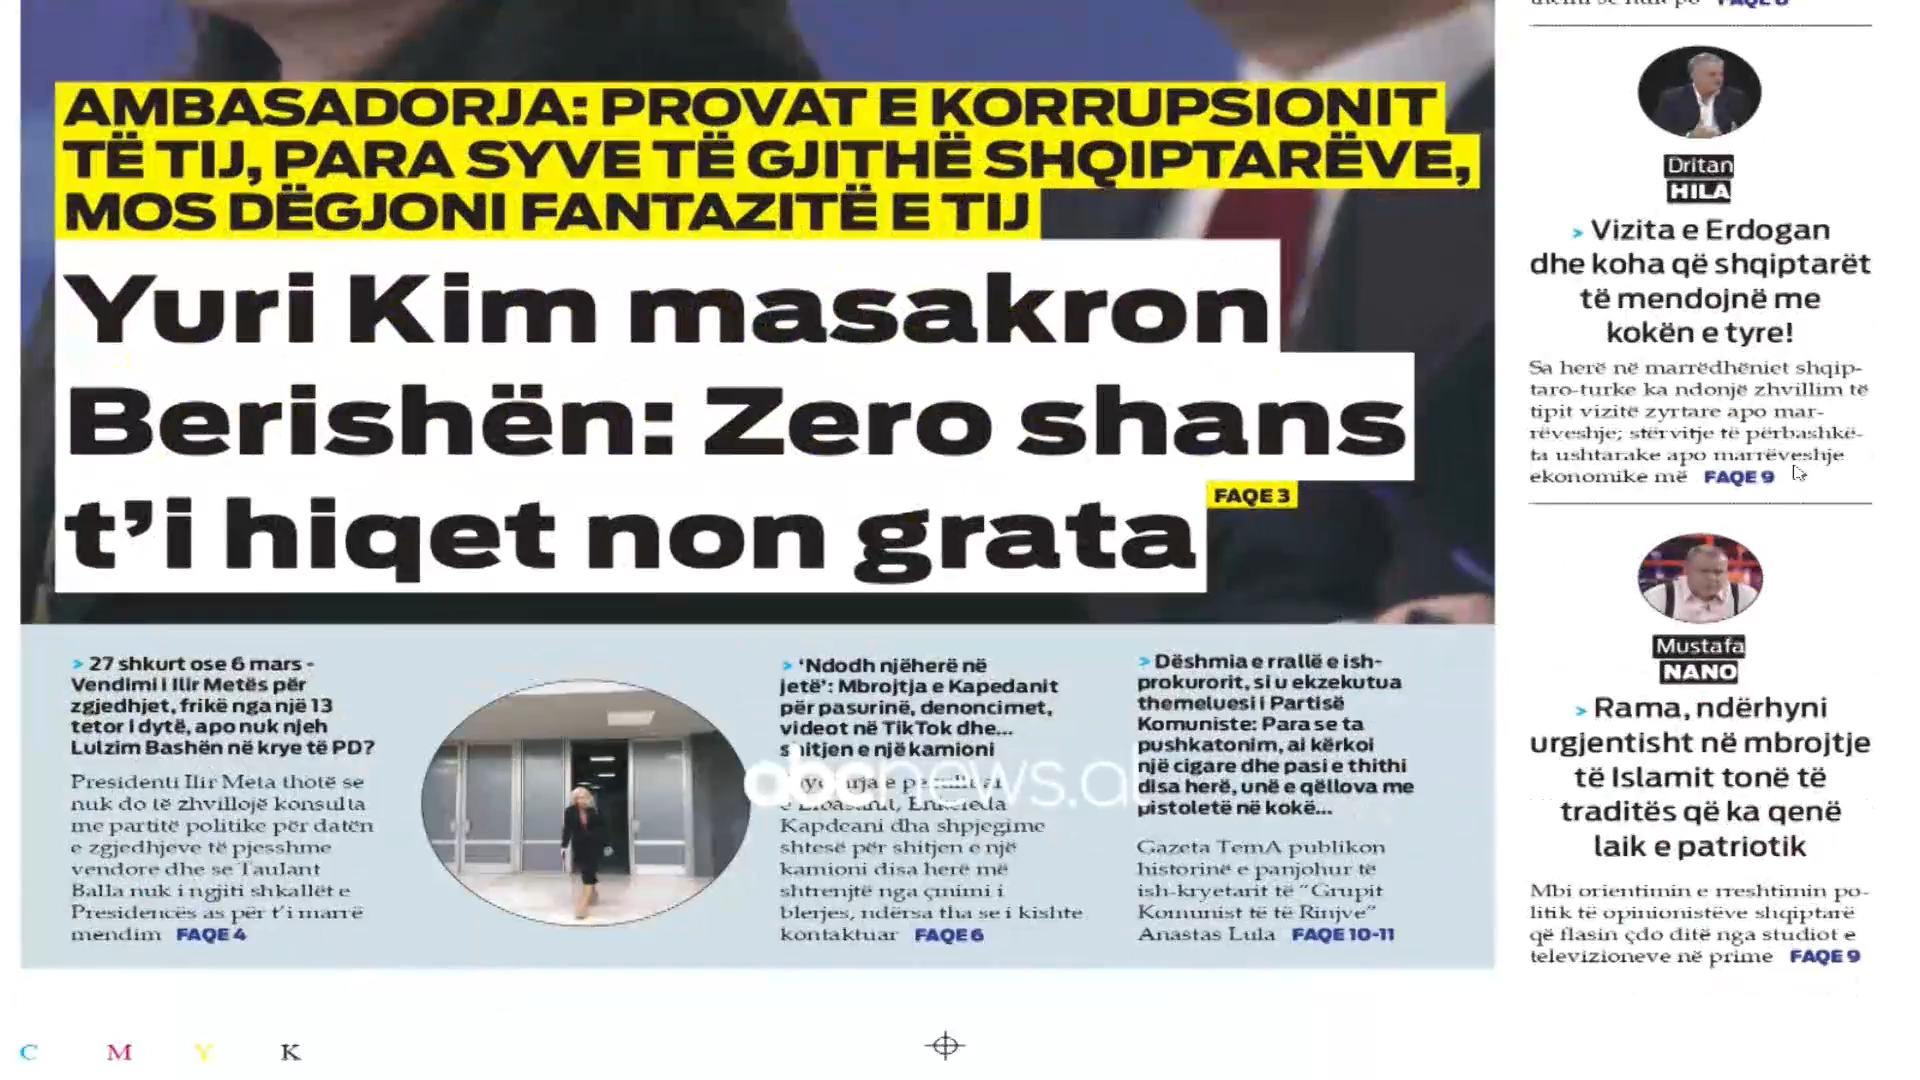 AMBASADORJA: PROVAT E KORRUPSIONIT
TË TIJ, PARA SYVE TË GJITHË SHQIPTARËVE,
MOS DËGJONI FANTAZITË E TIJ
Yuri Kim masakron
Berishën: Zero shans
t’i hiqet non grata
FAQE 3
> 27 shkurt ose 6 mars -
Vendimi i Ilir Metës për
zgjedhjet, frikë nga një 13
tetor i dytë, apo nuk njeh
Lulzim Bashën në krye të PD?
Presidenti Ilir Meta thotë se
nuk do të zhvillojë konsulta
me partitë politike për datën
e zgjedhjeve të pjesshme
vendore dhe se Taulant
Balla nuk i ngjiti shkallët e
Presidencës as për t’i marrë
mendim FAQE 4
> ‘Ndodh njëherë në
jetë’: Mbrojtja e Kapedanit
për pasurinë, denoncimet,
videot në TikTok dhe...
shitjen e një kamioni
e Elbasanit, Enkeleda
Kapdeani dha shpjegime
shtesë për shitjen e një
kamioni disa herë më
shtrenjtë nga çmimi i
blerjes, ndërsa tha se i kishte
kontaktuar FAQE 6
abcnews.al
> Dëshmia e rrallë e ish-
prokurorit, si u ekzekutua
themeluesi i Partisë
Komuniste: Para se ta
pushkatonim, ai kërkoi
një cigare dhe pasi e thithi
disa herë, unë e qëllova me
pistoletë në kokë...
Gazeta TemA publikon
historinë e panjohur të
ish-kryetarit të “Grupit
Komunist të të Rinjve”
Anastas Lula FAQE 10-11
FAQE 8
Dritan
HILA
> Vizita e Erdogan
dhe koha që shqiptarët
të mendojnë me
kokën e tyre!
Sa herë në marrëdhëniet shqip-
taro-turke ka ndonjë zhvillim të
tipit vizitë zyrtare apo mar-
rëveshje; stërvitje të përbashkë-
ta ushtarake apo marrëveshje
ekonomike më FAQE 9
Mustafa
NANO
> Rama, ndërhyni
urgjentisht në mbrojtje
të Islamit tonë të
traditës që ka qenë
laik e patriotik
Mbi orientimin e rreshtimin po-
litik të opinionistëve shqiptarë
që flasin çdo ditë nga studiot e
televizioneve në prime FAQE 9
C M Y K